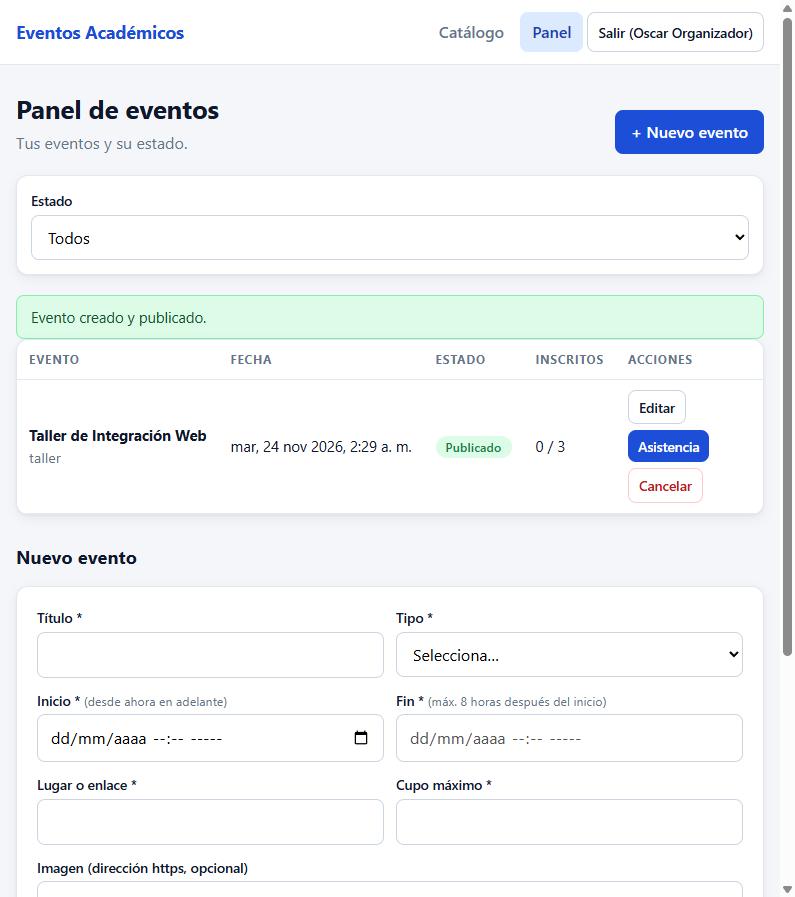 Eventos Académicos
Catálogo
Panel
Salir (Oscar Organizador)
Panel de eventos
Tus eventos y su estado.
+ Nuevo evento
Estado
Todos
Evento creado y publicado.
EVENTO FECHA ESTADO INSCRITOS ACCIONES
Taller de Integración Web
taller
mar, 24 nov 2026, 2:29 a. m.
Publicado
0 / 3
Editar
Asistencia
Cancelar
Nuevo evento
Título *
Tipo *
Selecciona...
Inicio * (desde ahora en adelante)
Fin * (máx. 8 horas después del inicio)
dd/mm/aaaa --:-- -----
dd/mm/aaaa --:-- -----
Lugar o enlace *
Cupo máximo *
Imagen (dirección https, opcional)